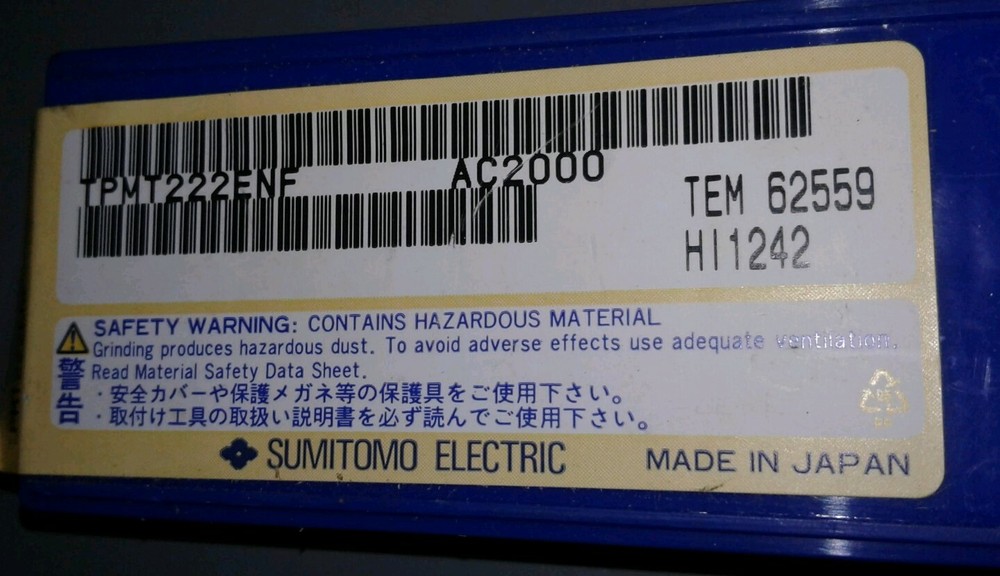 TPMT222ENF AC2000
TEM 62559
HI1242
SAFETY WARNING: CONTAINS HAZARDOUS MATERIAL
Grinding produces hazardous dust. To avoid adverse effects use adequate ventilation.
Read Material Safety Data Sheet.
警告
・安全カバーや保護メガネ等の保護具をご使用下さい。
・取付け工具の取扱い説明書を必ず読んでご使用下さい。
SUMITOMO ELECTRIC
MADE IN JAPAN